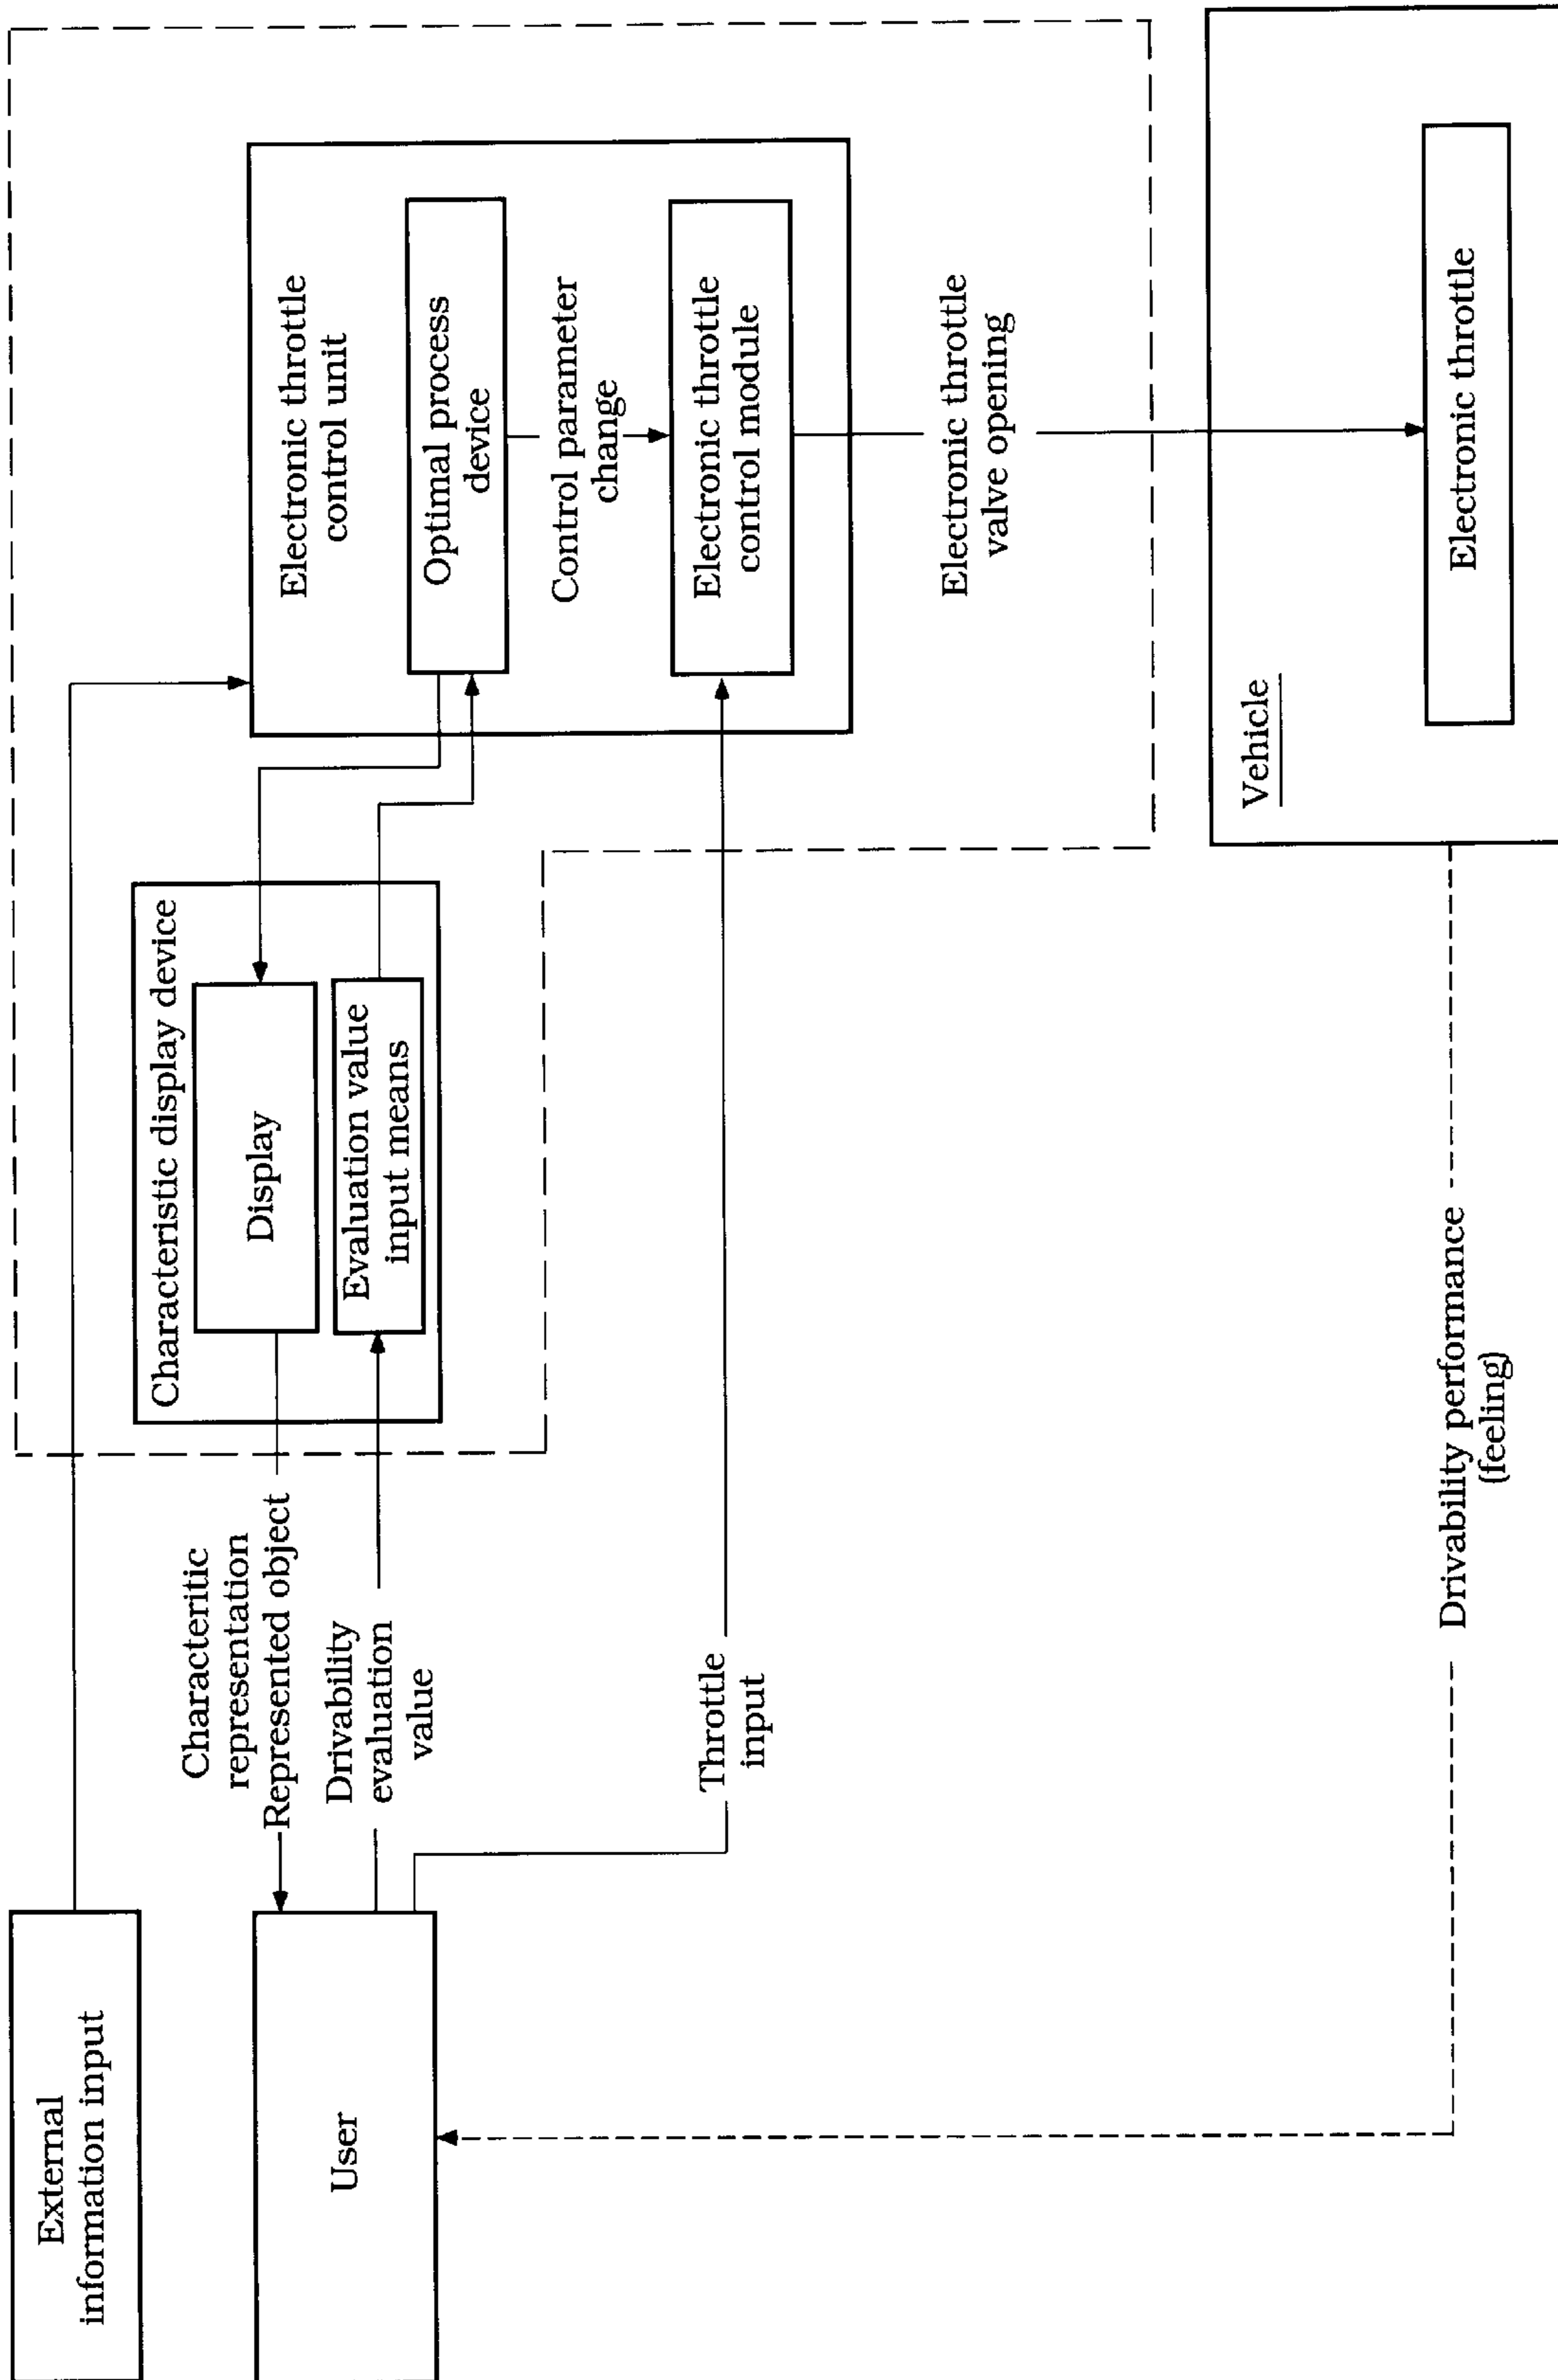 External
information input
User
Characteritic
representation
Represented object
Drivability
evaluation
value
Throttle
input
Characteristic display device
Display
Evaluation value
input means
Electronic throttle
control unit
Optimal process
device
Control parameter
change
Electronic throttle
control module
Electronic throttle
valve opening
Vehicle
Electronic throttle
Drivability performance
(feeling)